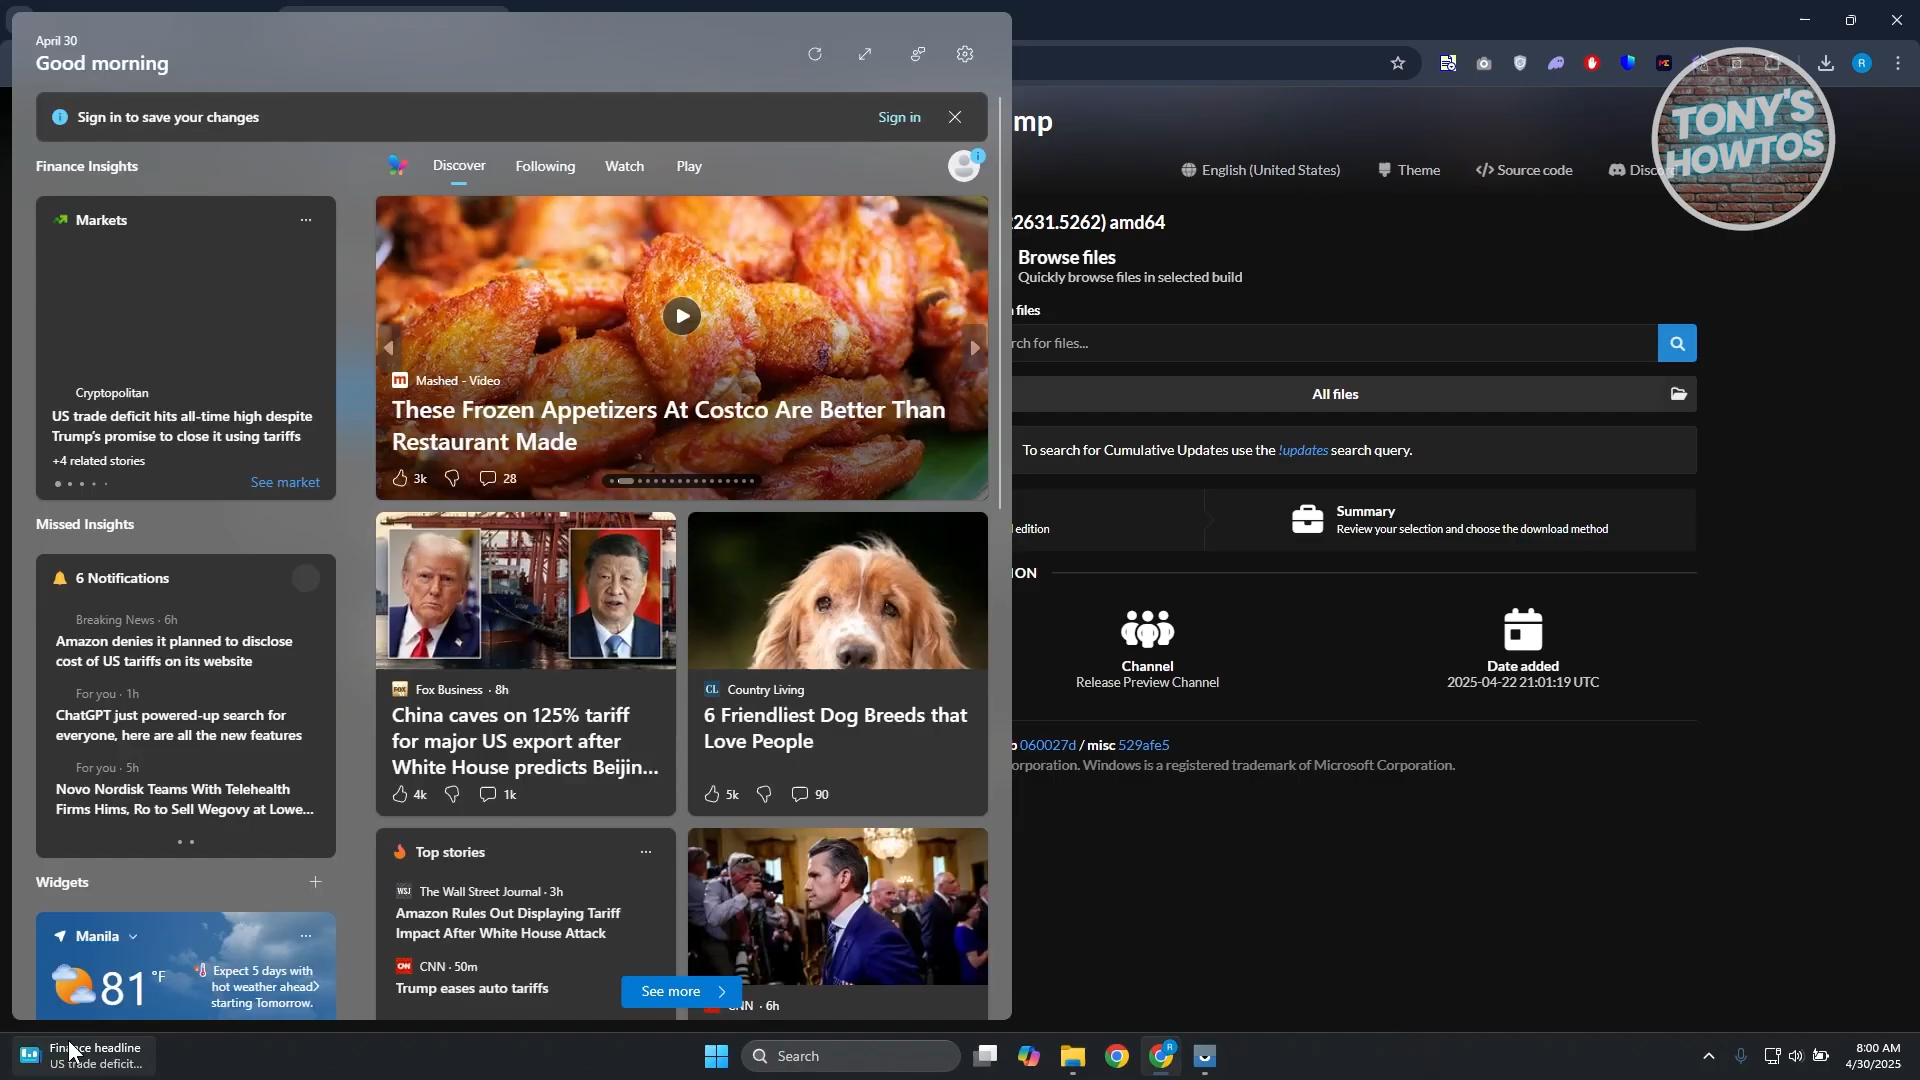 April 30
Good morning
Sign in to save your changes
Sign in
Finance Insights
Discover
Following
Watch
Play
Markets
Cryptopolitan
US trade deficit hits all-time high despite
Trump's promise to close it using tariffs
+4 related stories
See market
Mashed - Video
These Frozen Appetizers At Costco Are Better Than
Restaurant Made
3k
28
Missed Insights
6 Notifications
Breaking News · 6h
Amazon denies it planned to disclose
cost of US tariffs on its website
For you · 1h
ChatGPT just powered-up search for
everyone, here are all the new features
For you · 5h
Novo Nordisk Teams With Telehealth
Firms Hims, Ro to Sell Wegovy at Lowe...
Fox Business · 8h
China caves on 125% tariff
for major US export after
White House predicts Beijin...
4k
1k
CL Country Living
6 Friendliest Dog Breeds that
Love People
5k
90
Widgets
Manila
81 °F
Expect 5 days with
hot weather ahead
starting Tomorrow.
Top stories
WSJ The Wall Street Journal · 3h
Amazon Rules Out Displaying Tariff
Impact After White House Attack
CNN · 50m
Trump eases auto tariffs
See more
· 6h
mp
TONY'S
HOWTOS
English (United States)
Theme
Source code
22631.5262) amd64
Browse files
Quickly browse files in selected build
files
rch for files...
All files
To search for Cumulative Updates use the !updates search query.
edition
Summary
Review your selection and choose the download method
ION
Channel
Release Preview Channel
Date added
2025-04-22 21:01:19 UTC
060027d / misc 529afe5
orporation. Windows is a registered trademark of Microsoft Corporation.
R
Finance headline
US trade deficit...
Search
R
8:00 AM
4/30/2025